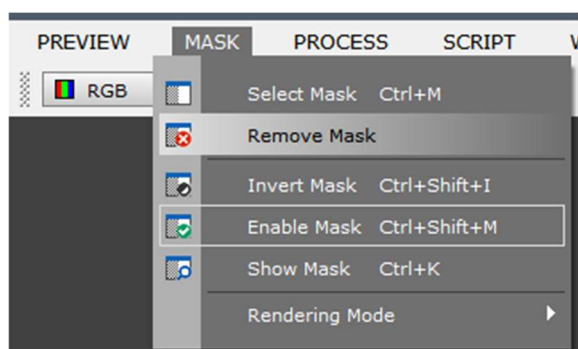 PREVIEW MASK PROCESS SCRIPT
RGB
Select Mask Ctrl+M
Remove Mask
Invert Mask Ctrl+Shift+I
Enable Mask Ctrl+Shift+M
Show Mask Ctrl+K
Rendering Mode